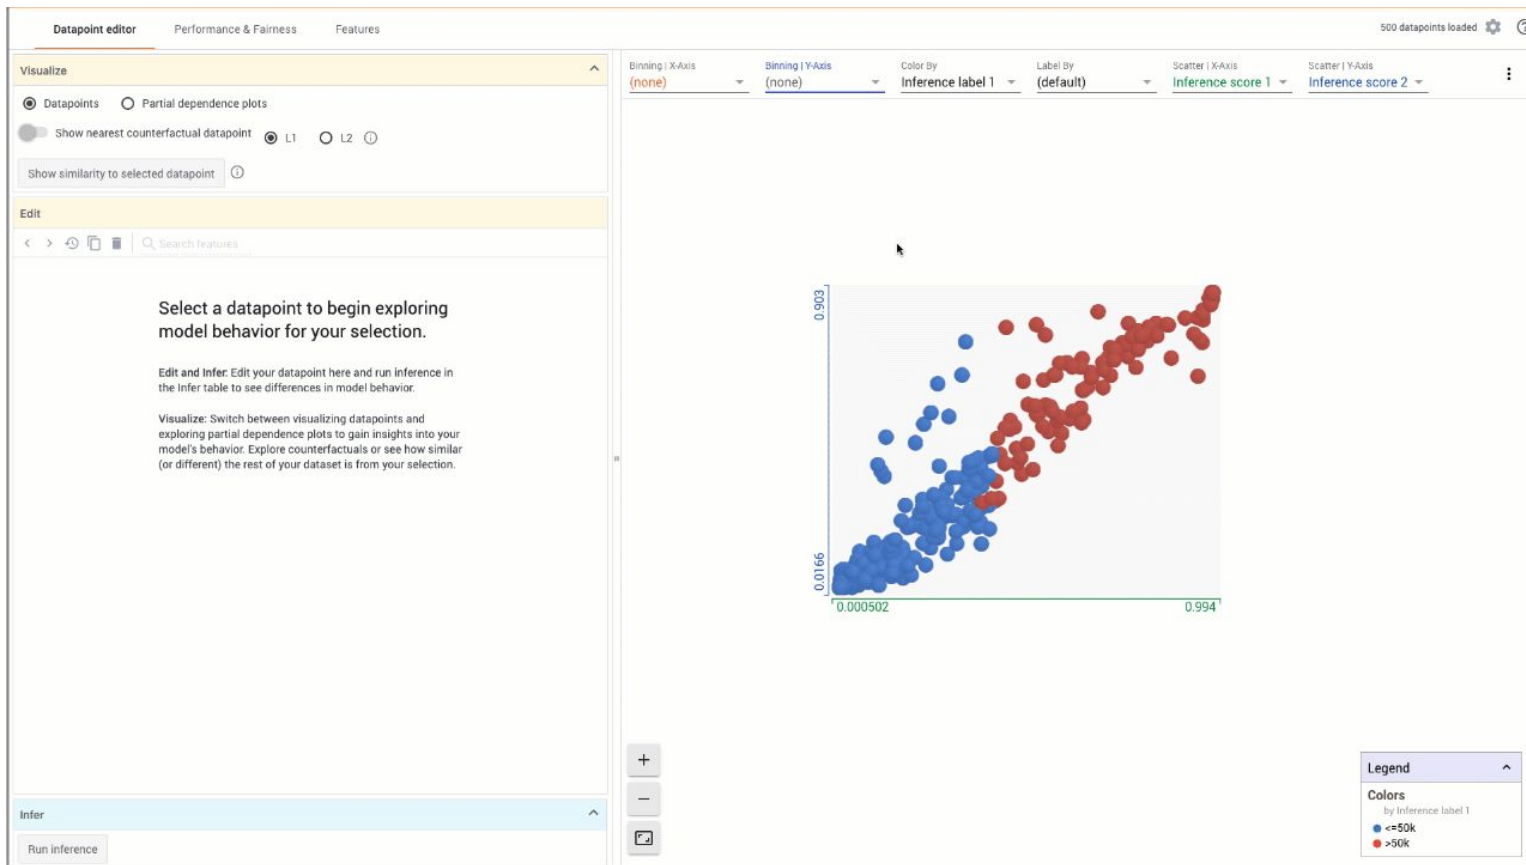 Datapoint editor Performance & Fairness Features 500 datapoints loaded
Visualize
Datapoints Partial dependence plots
Show nearest counterfactual datapoint L1 L2
Show similarity to selected datapoint
Edit
Search features
Select a datapoint to begin exploring
model behavior for your selection.
Edit and Infer: Edit your datapoint here and run inference in
the Infer table to see differences in model behavior.
Visualize: Switch between visualizing datapoints and
exploring partial dependence plots to gain insights into your
model's behavior. Explore counterfactuals or see how similar
(or different) the rest of your dataset is from your selection.
Infer
Run inference
Binning | X-Axis Binning | Y-Axis Color By Label By Scatter | X-Axis Scatter | Y-Axis
(none) (none) Inference label 1 (default) Inference score 1 Inference score 2
0.903
0.0166
0.000502 0.994
Legend
Colors
by Inference label 1
<=50k
>50k